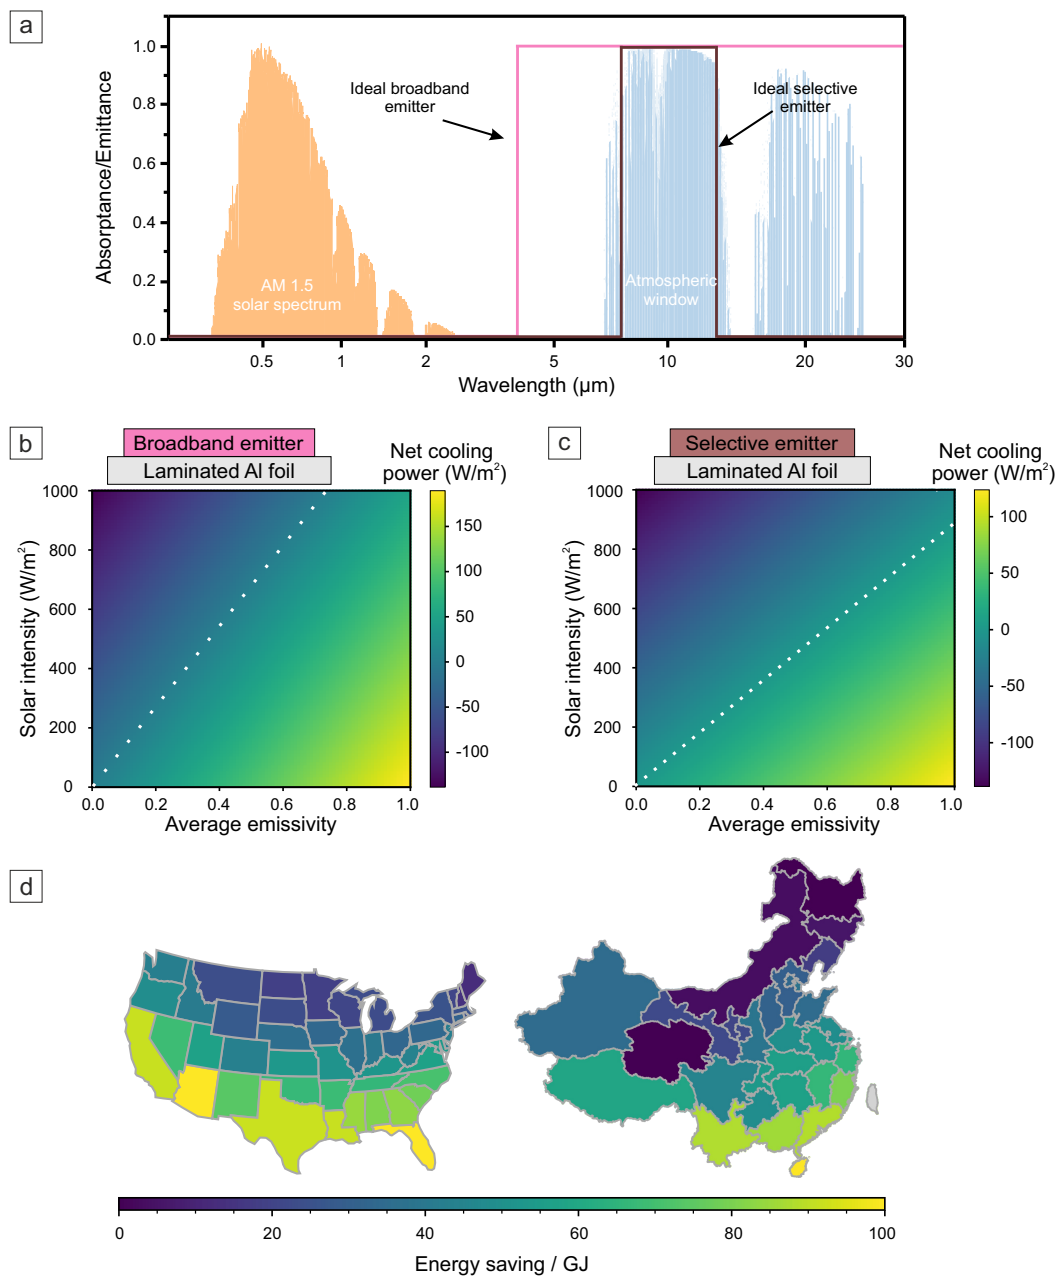 a
1.0
0.8
0.6
0.4
0.2
0.0
Absorptance/Emittance
Ideal broadband
emitter
Ideal selective
emitter
AM 1.5
solar spectrum
Atmospheric
window
0.5
1
2
5
10
20
30
Wavelength (µm)
b
Broadband emitter
Laminated Al foil
Net cooling
power (W/m²)
1000
800
600
400
200
0
Solar intensity (W/m²)
0.0
0.2
0.4
0.6
0.8
1.0
Average emissivity
150
100
50
0
-50
-100
c
Selective emitter
Laminated Al foil
Net cooling
power (W/m²)
1000
800
600
400
200
0
Solar intensity (W/m²)
0.0
0.2
0.4
0.6
0.8
1.0
Average emissivity
100
50
0
-50
-100
d
0
20
40
60
80
100
Energy saving / GJ